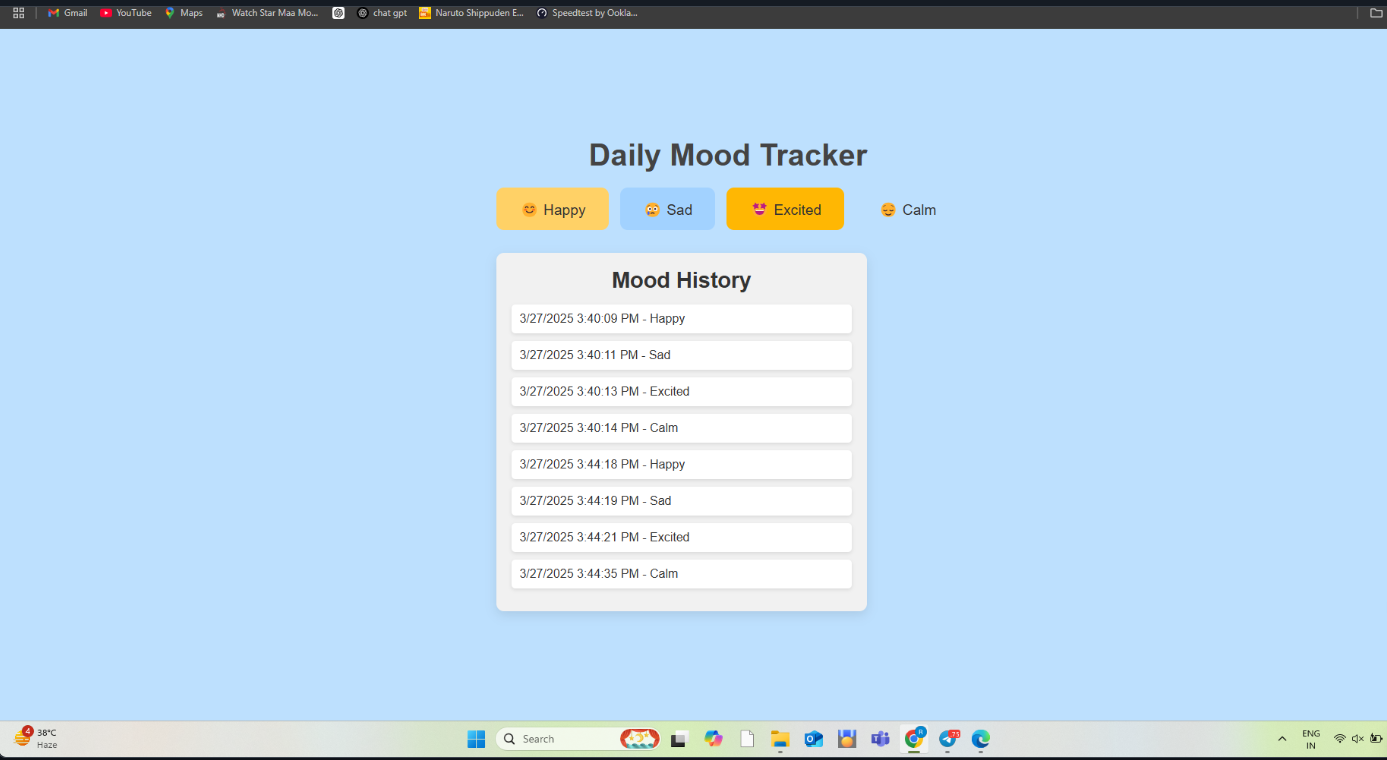 Gmail YouTube Maps Watch Star Maa Mo... chat gpt Naruto Shippuden E... Speedtest by Ookla...
Daily Mood Tracker
Happy Sad Excited Calm
Mood History
3/27/2025 3:40:09 PM - Happy
3/27/2025 3:40:11 PM - Sad
3/27/2025 3:40:13 PM - Excited
3/27/2025 3:40:14 PM - Calm
3/27/2025 3:44:18 PM - Happy
3/27/2025 3:44:19 PM - Sad
3/27/2025 3:44:21 PM - Excited
3/27/2025 3:44:35 PM - Calm
4 38°C
Haze
Search
R
75
ENG
IN